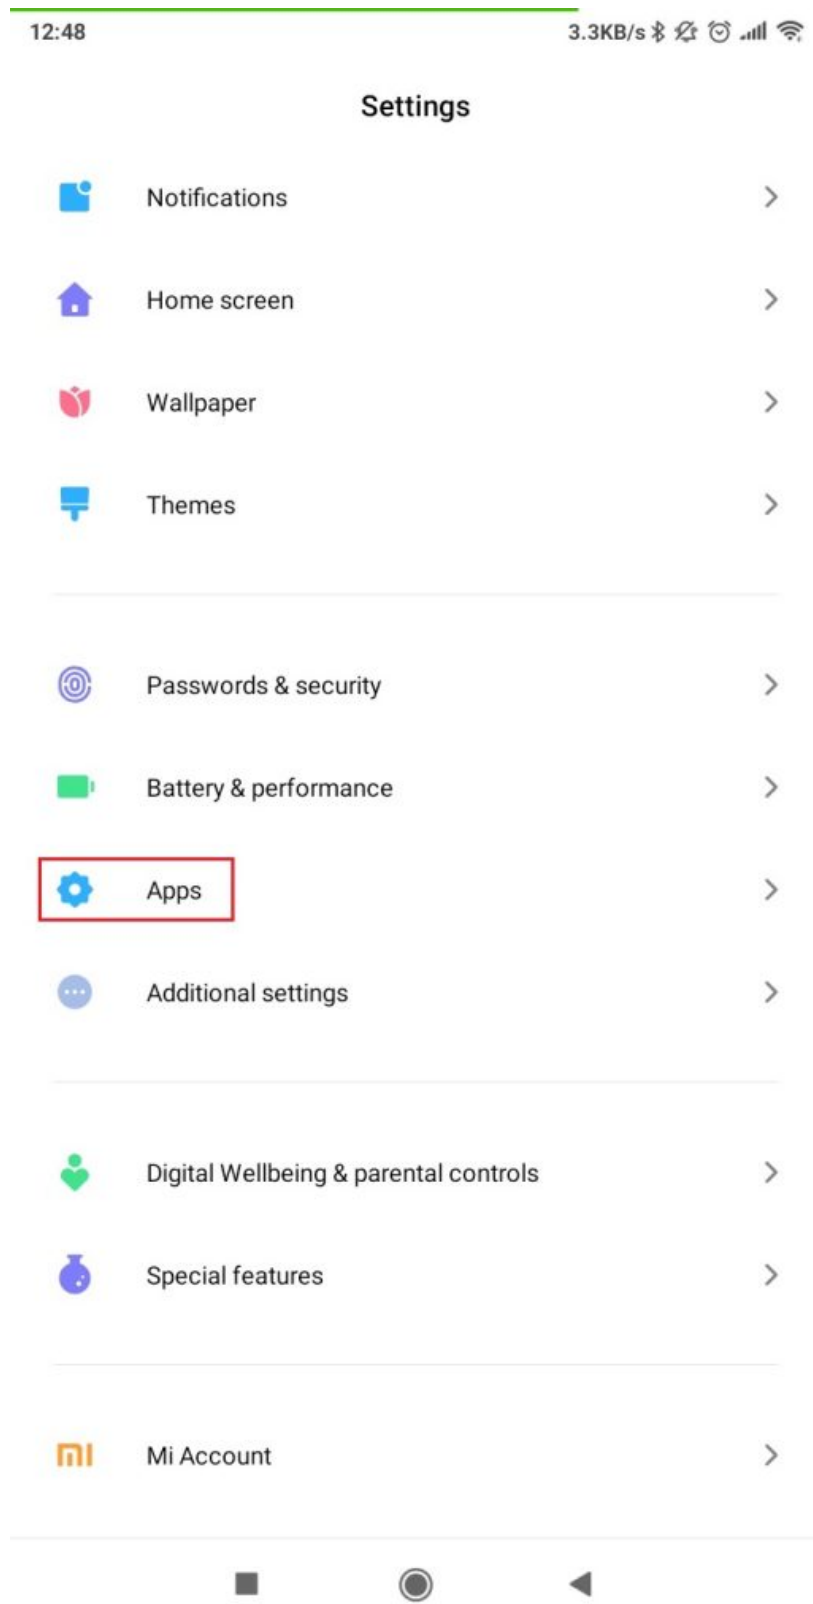 12:48 3.3KB/s
Settings
Notifications
Home screen
Wallpaper
Themes
Passwords & security
Battery & performance
Apps
Additional settings
Digital Wellbeing & parental controls
Special features
Mi Account